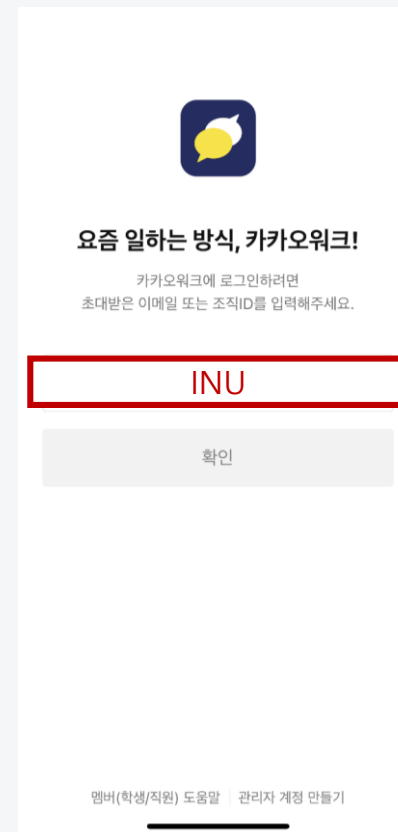 요즘 일하는 방식, 카카오워크!
카카오워크에 로그인하려면
초대받은 이메일 또는 조직ID를 입력해주세요.
INU
확인
멤버(학생/직원) 도움말 | 관리자 계정 만들기